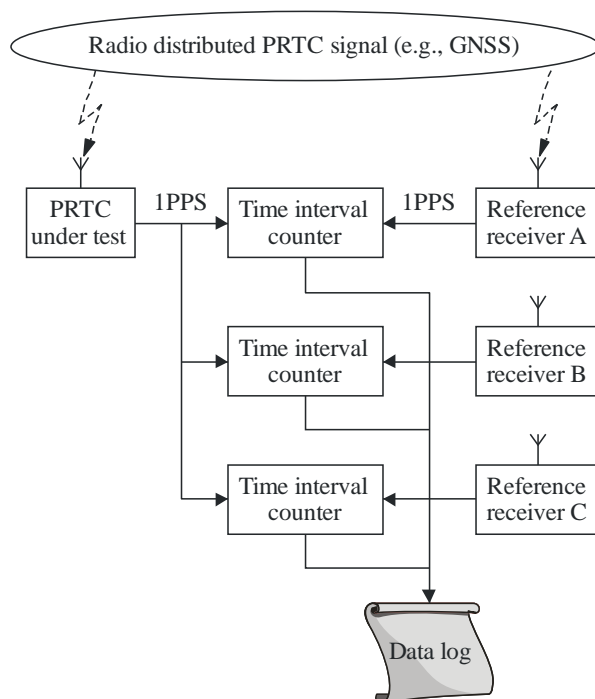 Radio distributed PRTC signal (e.g., GNSS)
PRTC
under test
1PPS
Time interval
counter
1PPS
Reference
receiver A
Time interval
counter
Reference
receiver B
Time interval
counter
Reference
receiver C
Data log